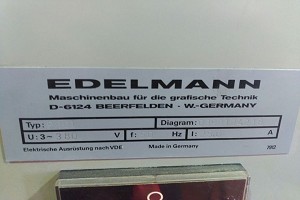 EDELMANN
Maschinenbau für die grafische Technik
D-6124 BEERFELDEN - W.-GERMANY
Typ: Diagram:
U: 3- 380 V f: Hz I: A
Elektrische Ausrüstung nach VDE Made in Germany